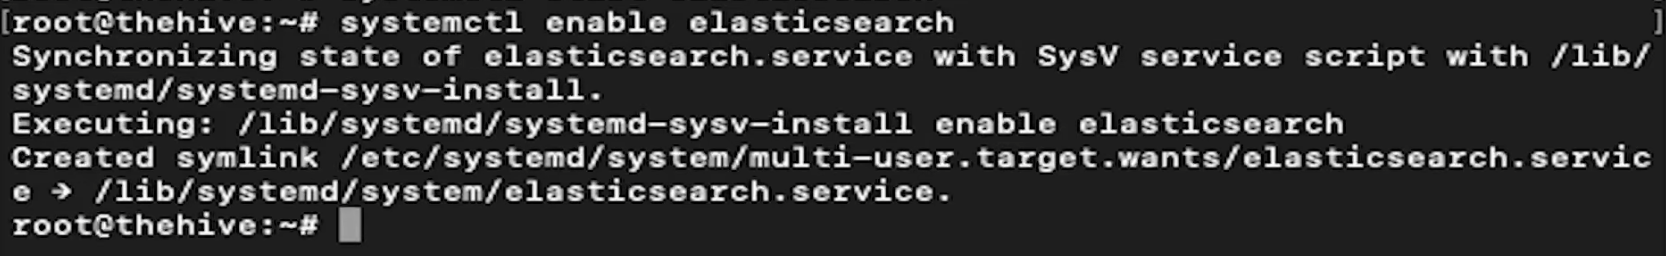 [root@thehive:~# systemctl enable elasticsearch ]
Synchronizing state of elasticsearch.service with SysV service script with /lib/
systemd/systemd-sysv-install.
Executing: /lib/systemd/systemd-sysv-install enable elasticsearch
Created symlink /etc/systemd/system/multi-user.target.wants/elasticsearch.servic
e → /lib/systemd/system/elasticsearch.service.
root@thehive:~#